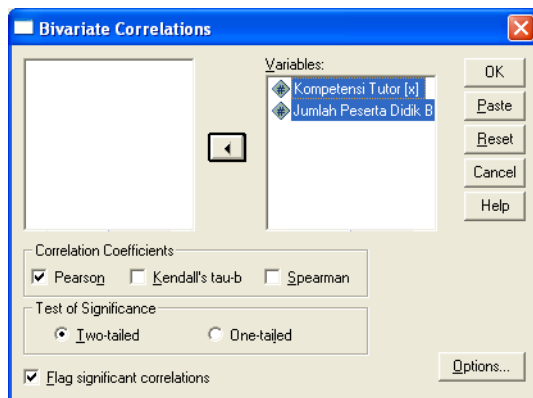 Bivariate Correlations
Variables:
Kompetensi Tutor [x]
Jumlah Peserta Didik B
OK
Paste
Reset
Cancel
Help
Correlation Coefficients
Pearson Kendall's tau-b Spearman
Test of Significance
Two-tailed One-tailed
Flag significant correlations
Options...